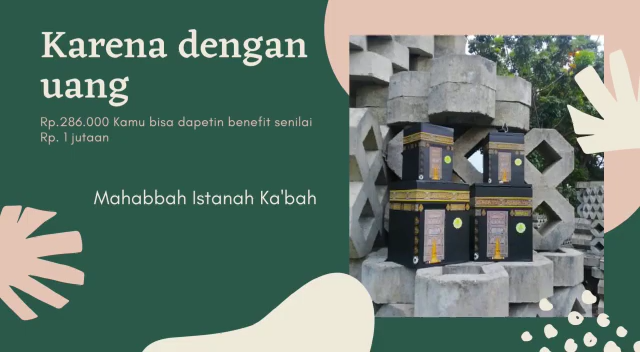 Karena dengan
uang
Rp.286.000 Kamu bisa dapetin benefit senilai
Rp. 1 jutaan
Mahabbah Istanah Ka'bah